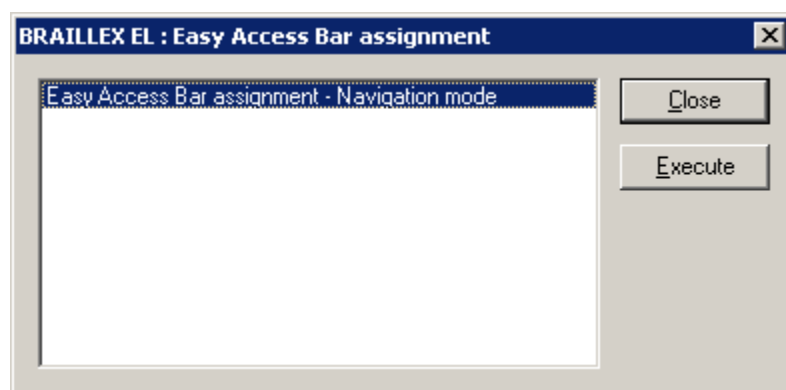 BRAILLEX EL : Easy Access Bar assignment
Easy Access Bar assignment - Navigation mode
Close
Execute